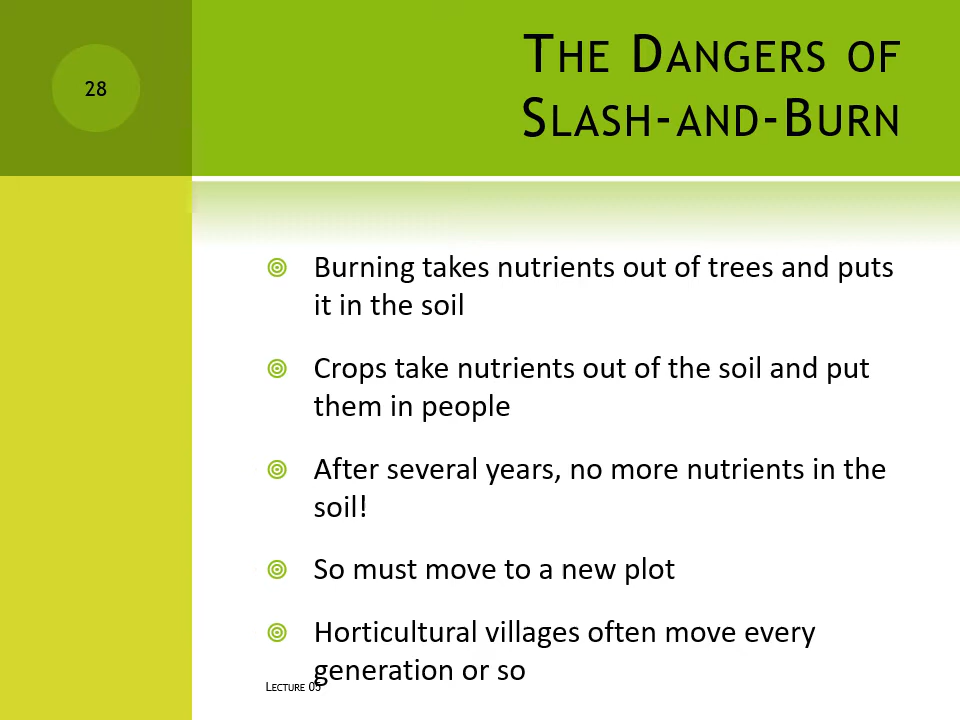 28
The Dangers of
Slash-and-Burn
Burning takes nutrients out of trees and puts
it in the soil
Crops take nutrients out of the soil and put
them in people
After several years, no more nutrients in the
soil!
So must move to a new plot
Horticultural villages often move every
generation or so
Lecture 05